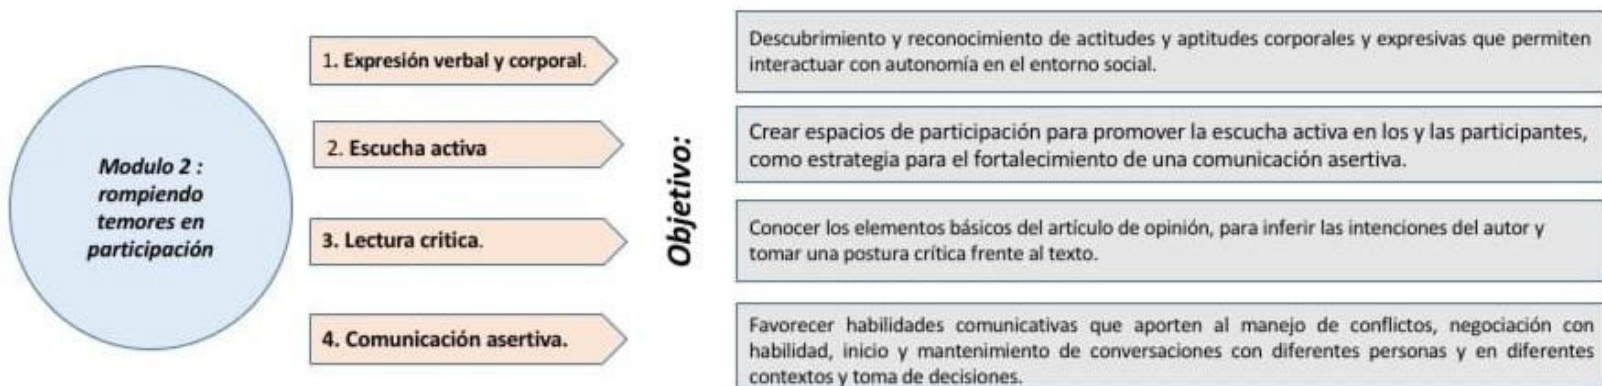 Modulo 2 :
rompiendo
temores en
participación
1. Expresión verbal y corporal.
2. Escucha activa
3. Lectura critica.
4. Comunicación asertiva.
Objetivo:
Descubrimiento y reconocimiento de actitudes y aptitudes corporales y expresivas que permiten
interactuar con autonomía en el entorno social.
Crear espacios de participación para promover la escucha activa en los y las participantes,
como estrategia para el fortalecimiento de una comunicación asertiva.
Conocer los elementos básicos del artículo de opinión, para inferir las intenciones del autor y
tomar una postura crítica frente al texto.
Favorecer habilidades comunicativas que aporten al manejo de conflictos, negociación con
habilidad, inicio y mantenimiento de conversaciones con diferentes personas y en diferentes
contextos y toma de decisiones.